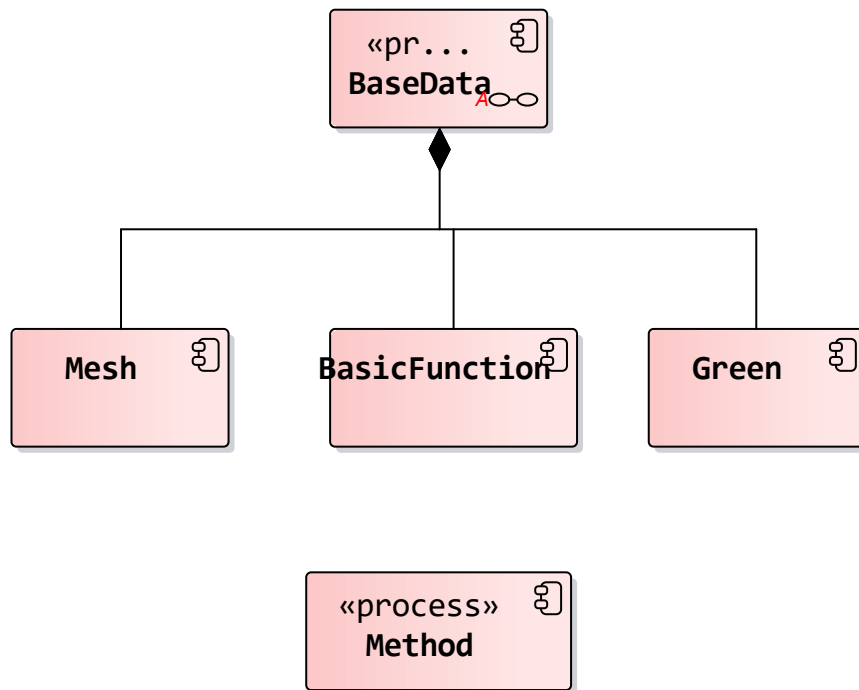 «pr...
BaseData
A
Mesh
BasicFunction
Green
«process»
Method